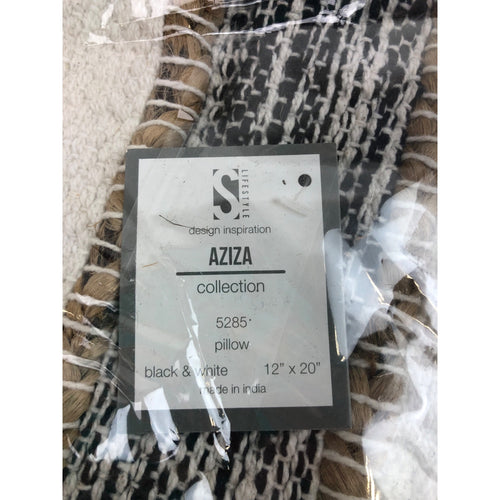 S LIFESTYLE
design inspiration
AZIZA
collection
5285
pillow
black & white 12" x 20"
made in india